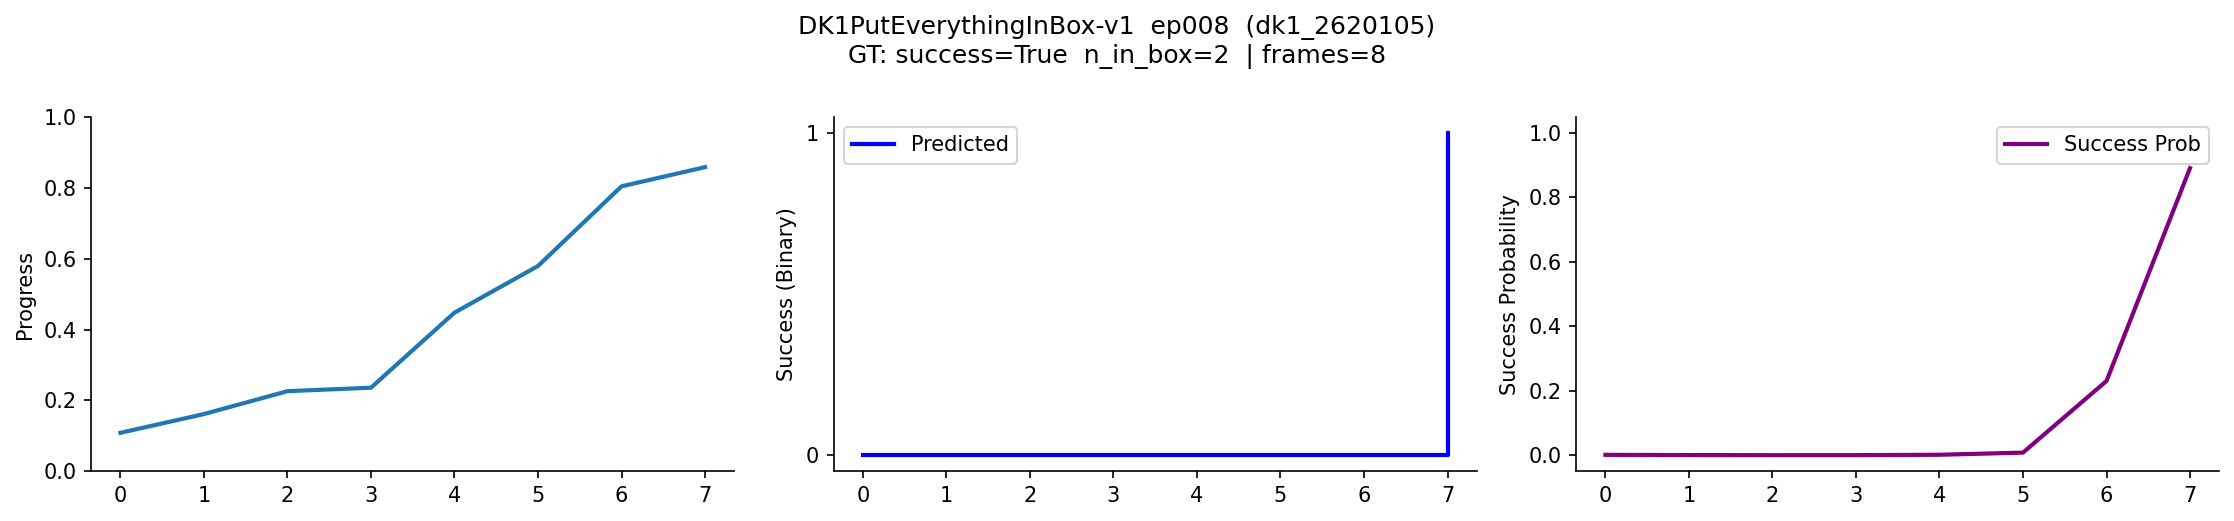 DK1PutEverythingInBox-v1 ep008 (dk1_2620105)
GT: success=True n_in_box=2 | frames=8
Progress
1.0
0.8
0.6
0.4
0.2
0.0
0 1 2 3 4 5 6 7
Success (Binary)
1
0
Predicted
0 1 2 3 4 5 6 7
Success Probability
1.0
0.8
0.6
0.4
0.2
0.0
Success Prob
0 1 2 3 4 5 6 7